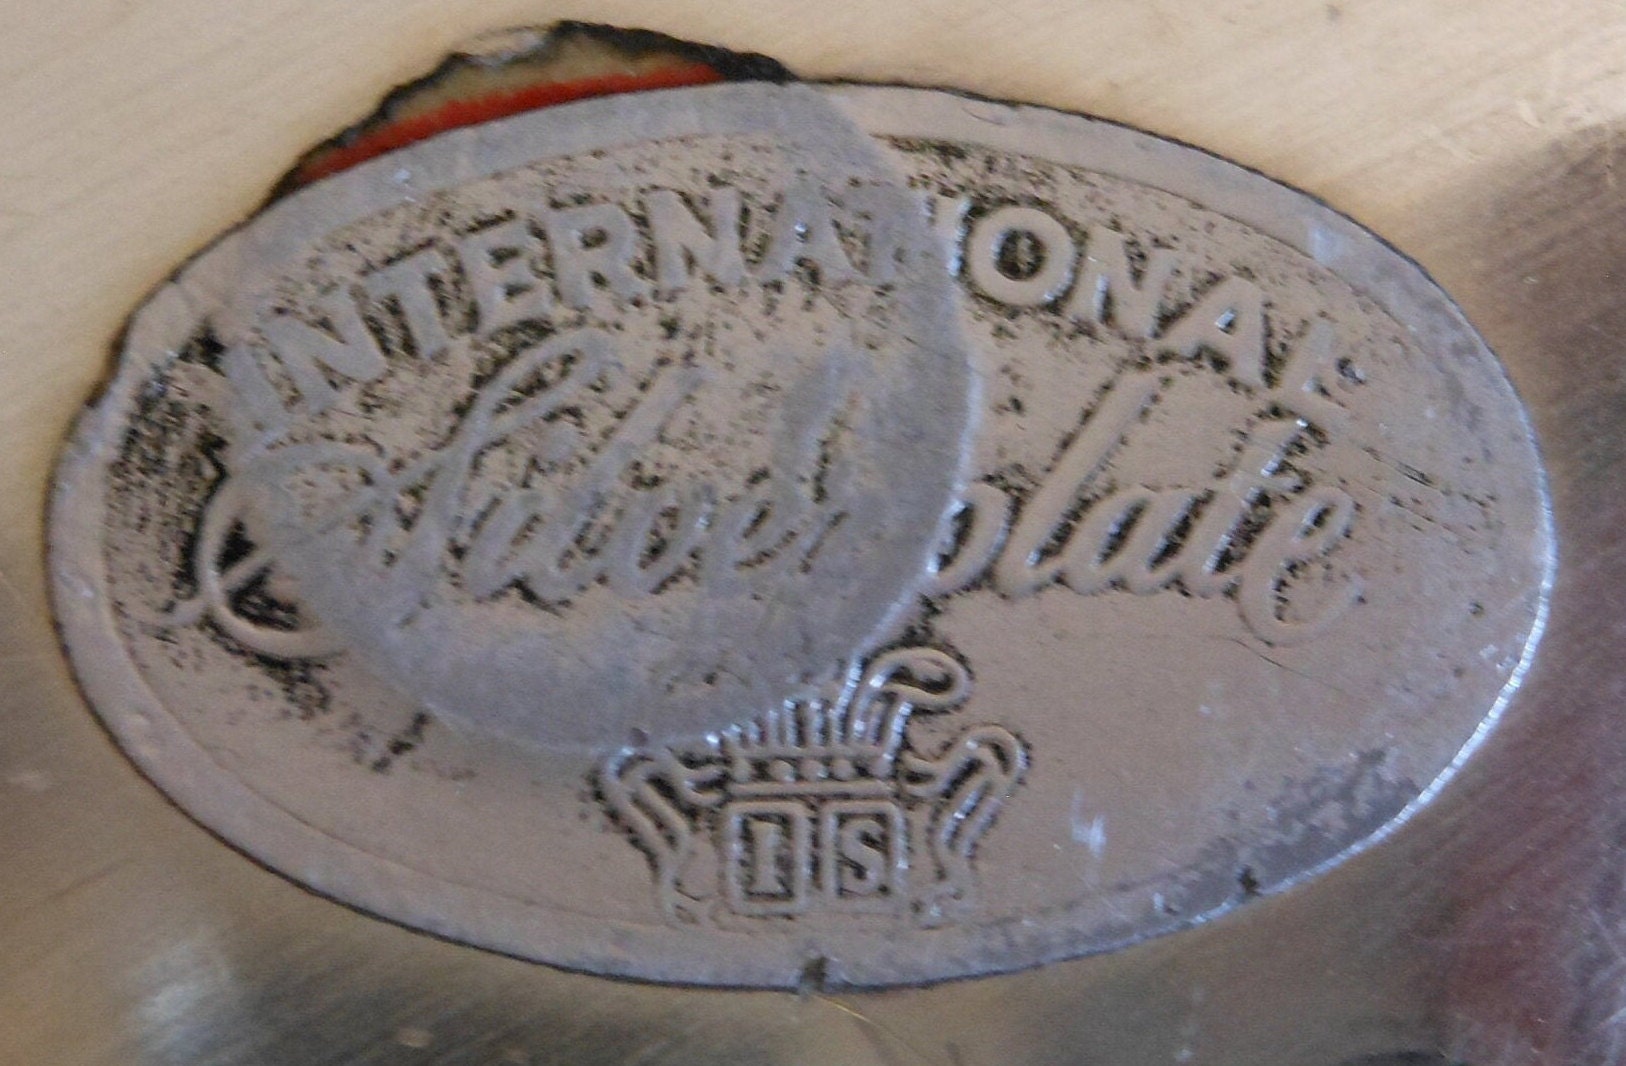 INTERNATIONAL
Silverplate
I S